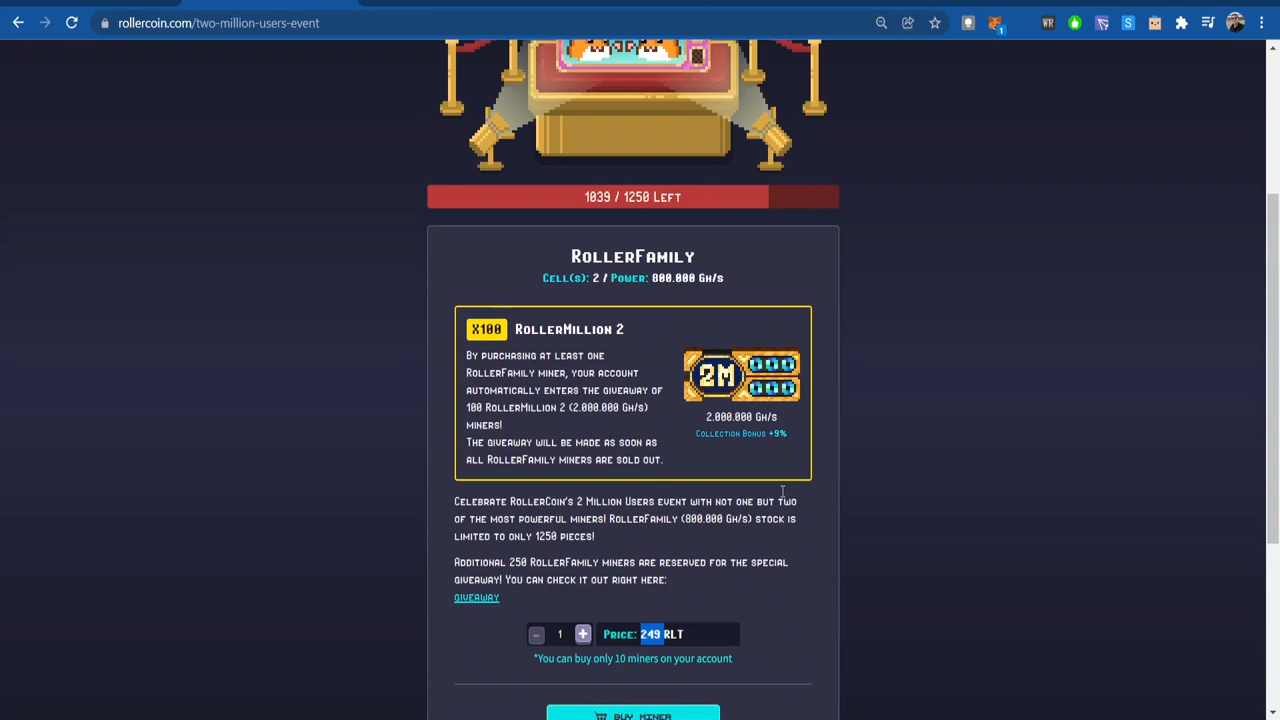 rollercoin.com/two-million-users-event
1039 / 1250 Left
RollerFamily
Cell(s): 2 / Power: 800.000 Gh/s
X100 RollerMillion 2
By purchasing at least one
RollerFamily miner, your account
automatically enters the giveaway of
100 RollerMillion 2 (2.000.000 Gh/s)
miners!
The giveaway will be made as soon as
all RollerFamily miners are sold out.
2M
000
000
2.000.000 Gh/s
Collection Bonus +9%
Celebrate RollerCoin's 2 Million Users event with not one but two
of the most powerful miners! RollerFamily (800.000 Gh/s) stock is
limited to only 1250 pieces!
Additional 250 RollerFamily miners are reserved for the special
giveaway! You can check it out right here:
giveaway
- 1 + Price: 249 RLT
*You can buy only 10 miners on your account
Buy Miner
WR
S
1